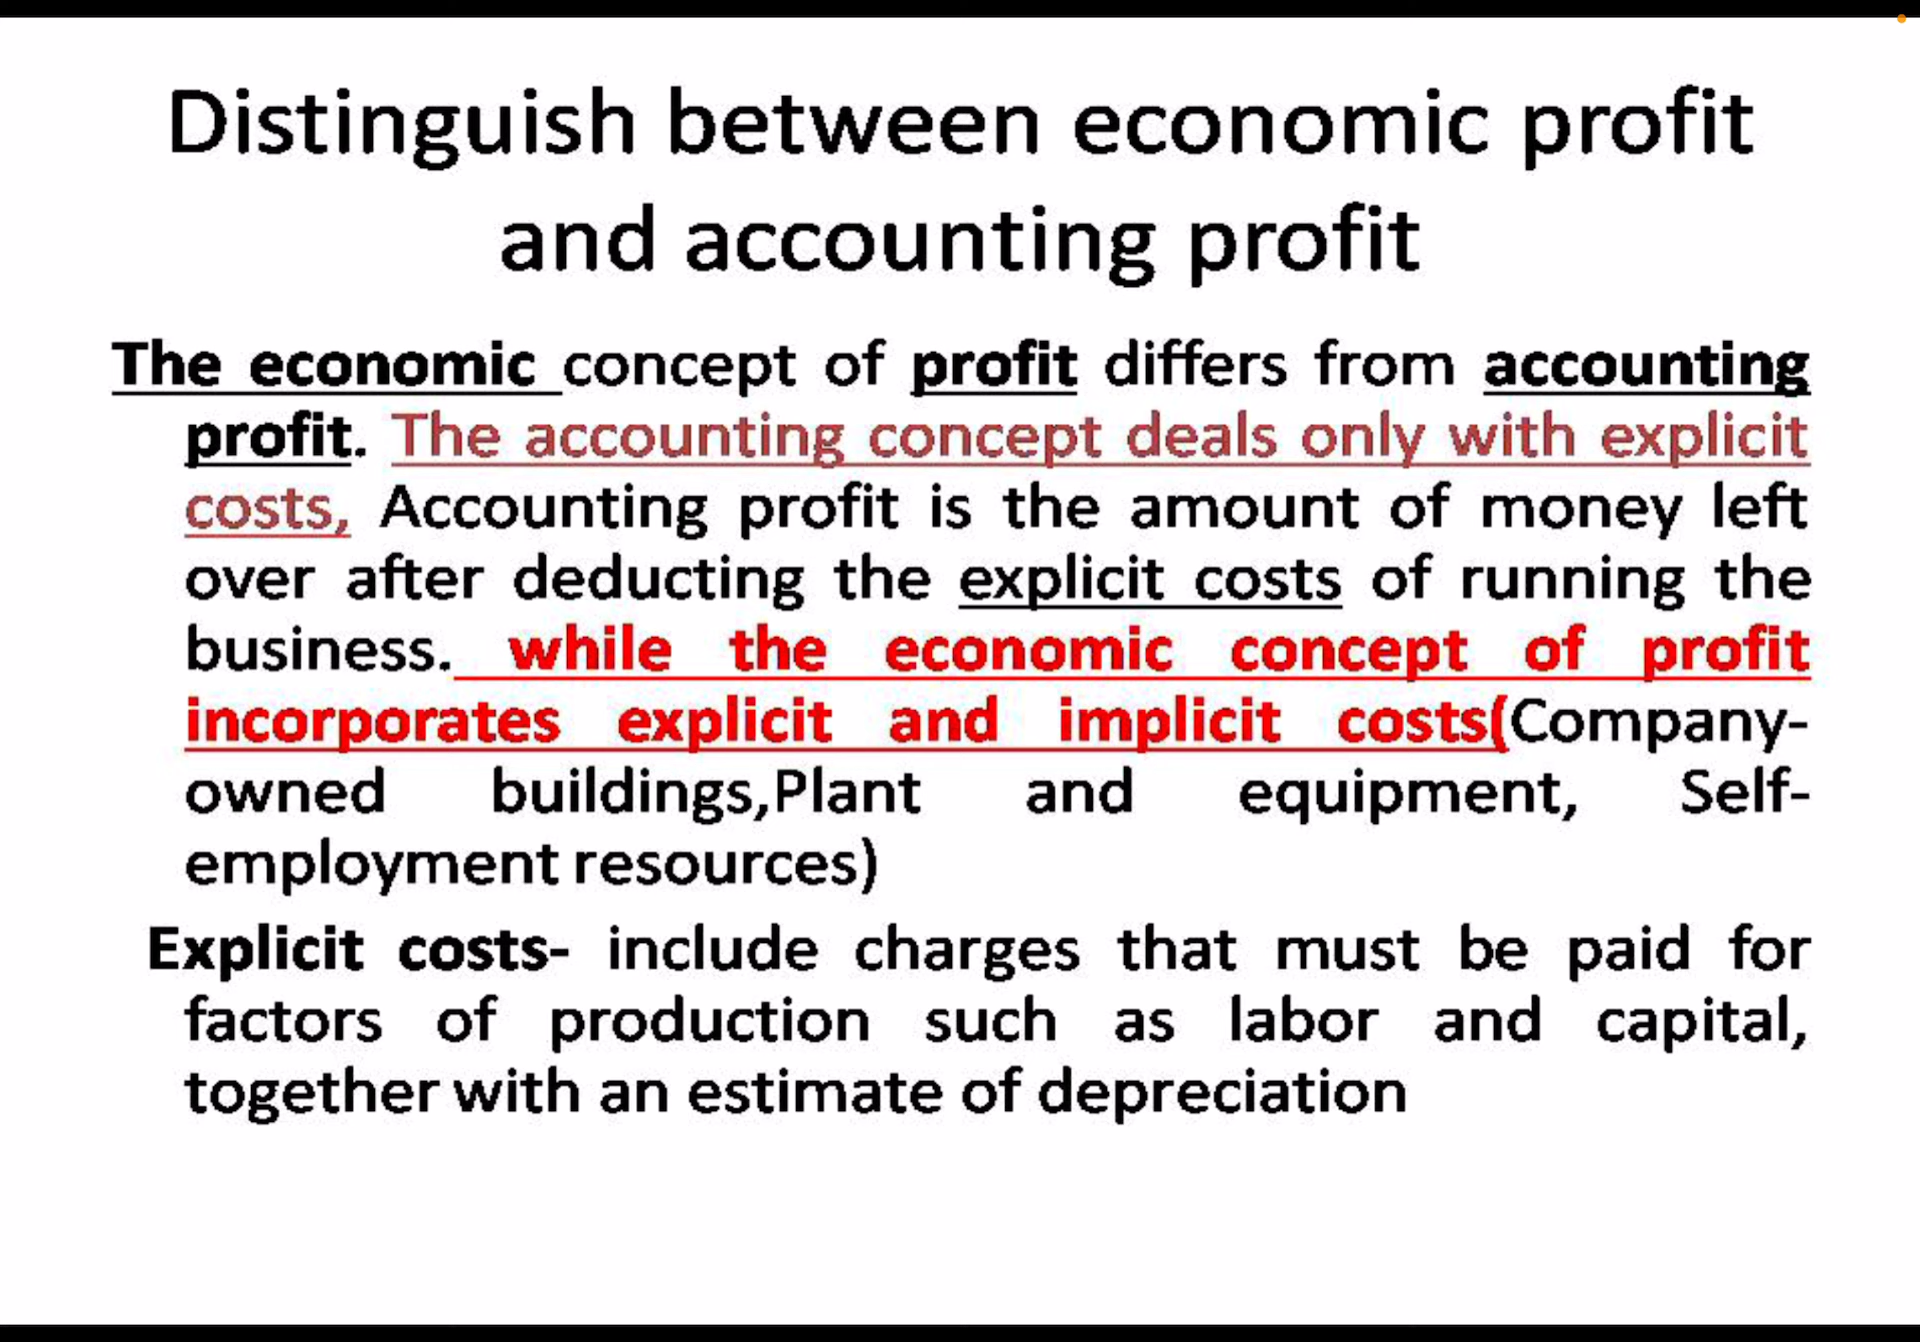 Distinguish between economic profit
and accounting profit
The economic concept of profit differs from accounting
profit. The accounting concept deals only with explicit
costs, Accounting profit is the amount of money left
over after deducting the explicit costs of running the
business. while the economic concept of profit
incorporates explicit and implicit costs(Company-
owned buildings,Plant and equipment, Self-
employment resources)
Explicit costs- include charges that must be paid for
factors of production such as labor and capital,
together with an estimate of depreciation